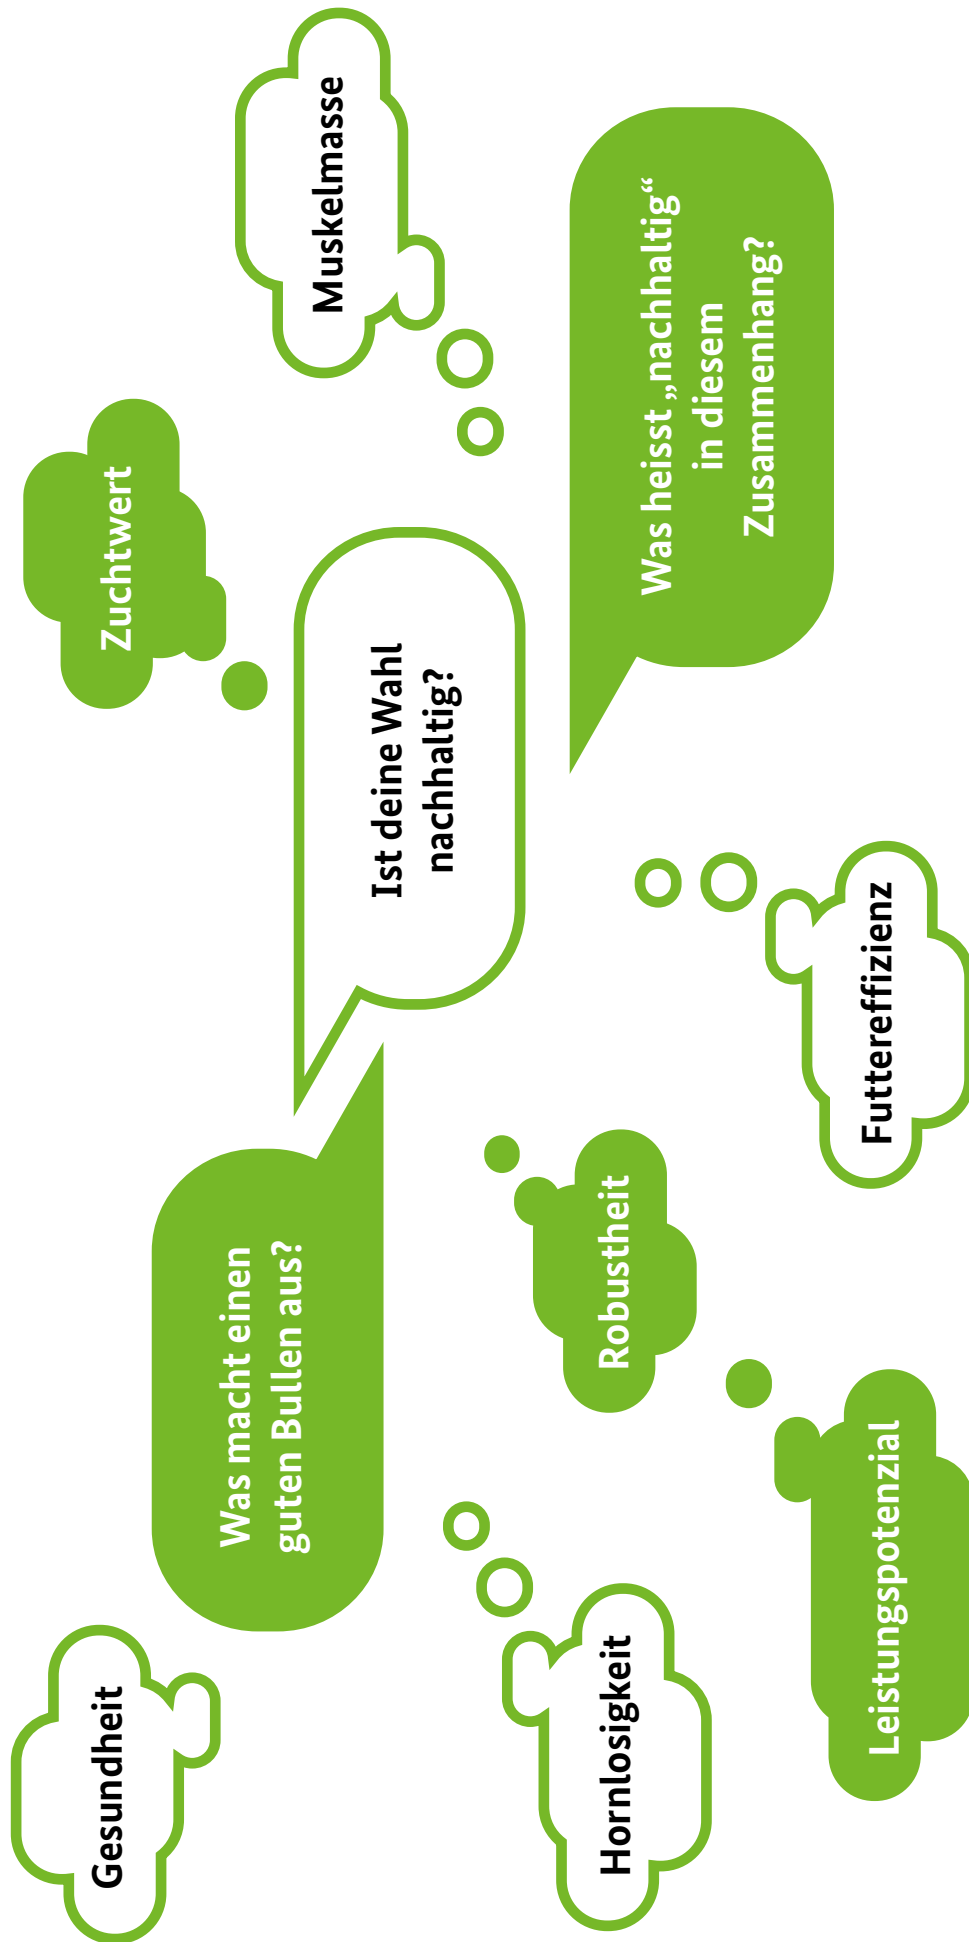 Gesundheit
Was macht einen
guten Bullen aus?
Zuchtwert
Muskelmasse
Ist deine Wahl
nachhaltig?
Hornlosigkeit
Robustheit
Was heisst „nachhaltig“
in diesem
Zusammenhang?
Leistungspotenzial
Futtereffizienz